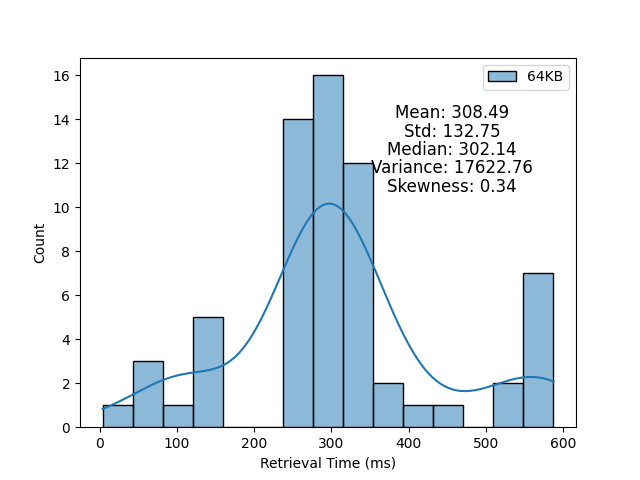 64KB
Mean: 308.49
Std: 132.75
Median: 302.14
Variance: 17622.76
Skewness: 0.34
Count
16
14
12
10
8
6
4
2
0
0 100 200 300 400 500 600
Retrieval Time (ms)